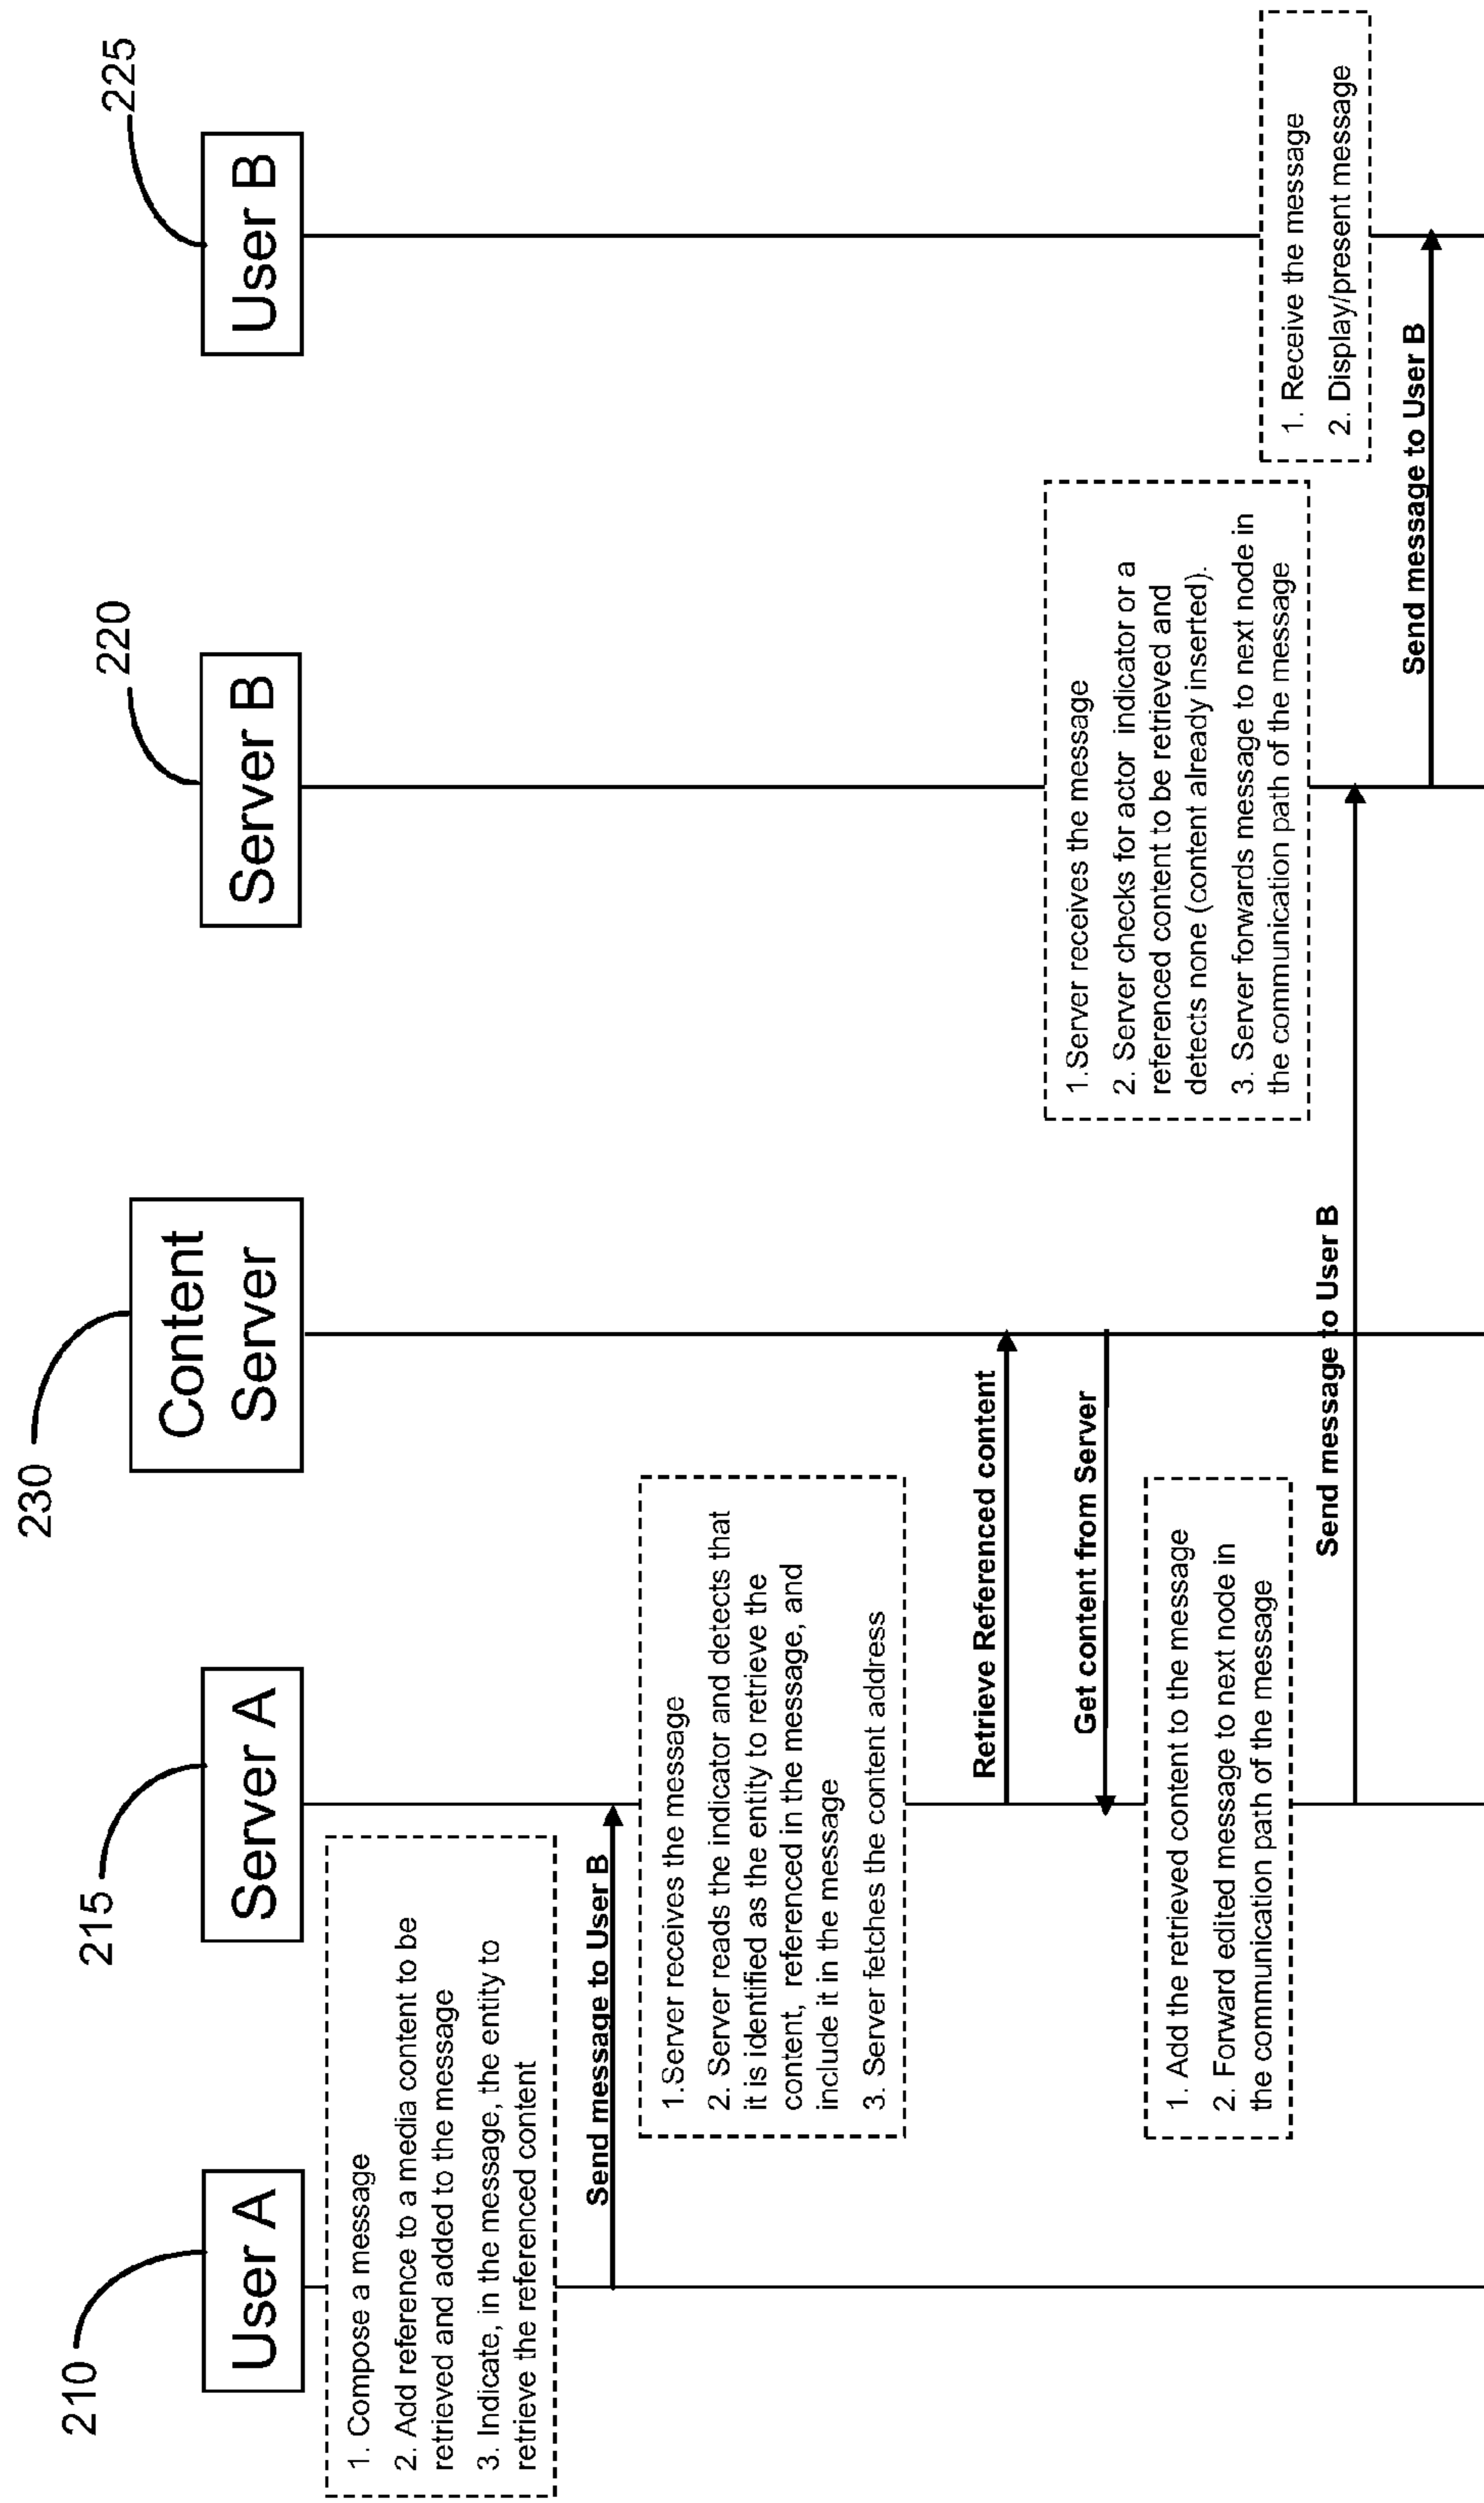 210
215
230
220
225
User A
Server A
Content
Server
Server B
User B
1. Compose a message
2. Add reference to a media content to be
retrieved and added to the message
3. Indicate, in the message, the entity to
retrieve the referenced content
Send message to User B
1.Server receives the message
2. Server reads the indicator and detects that
it is identified as the entity to retrieve the
content, referenced in the message, and
include it in the message
3. Server fetches the content address
Retrieve Referenced content
Get content from Server
1. Add the retrieved content to the message
2. Forward edited message to next node in
the communication path of the message
Send message to User B
1.Server receives the message
2. Server checks for actor indicator or a
referenced content to be retrieved and
detects none (content already inserted).
3. Server forwards message to next node in
the communication path of the message
Send message to User B
1. Receive the message
2. Display/present message